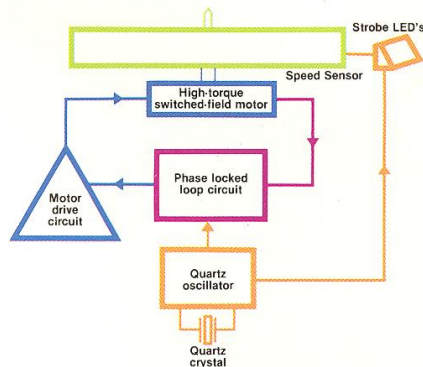 Strobe LED's
Speed Sensor
High-torque
switched-field motor
Phase locked
loop circuit
Motor
drive
circuit
Quartz
oscillator
Quartz
crystal